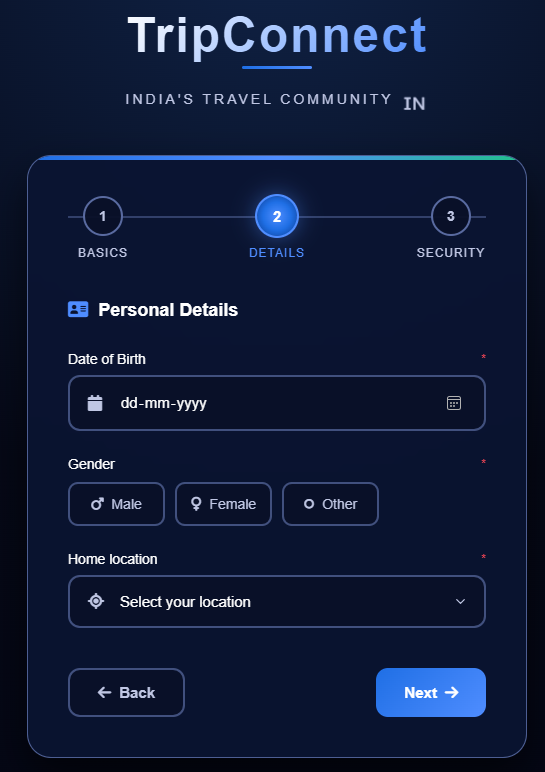 TripConnect
INDIA'S TRAVEL COMMUNITY IN
1 2 3
BASICS DETAILS SECURITY
Personal Details
Date of Birth *
dd-mm-yyyy
Gender *
Male Female Other
Home location *
Select your location
Back Next